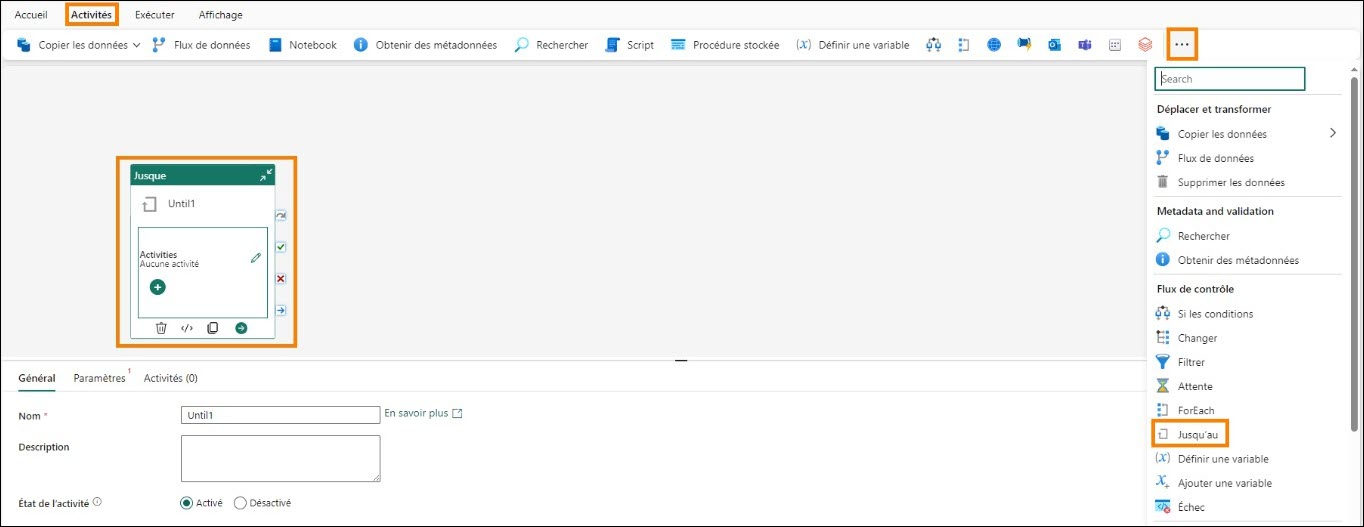 Accueil Activités Exécuter Affichage
Copier les données Flux de données Notebook Obtenir des métadonnées Rechercher Script Procédure stockée (x) Définir une variable ...
Search
Déplacer et transformer
Copier les données
Flux de données
Supprimer les données
Metadata and validation
Rechercher
Obtenir des métadonnées
Flux de contrôle
Si les conditions
Changer
Filtrer
Attente
ForEach
Jusqu'au
(x) Définir une variable
Ajouter une variable
Échec
Jusque
Until1
Activities
Aucune activité
Général Paramètres 1 Activités (0)
Nom * Until1 En savoir plus
Description
État de l'activité Activé Désactivé